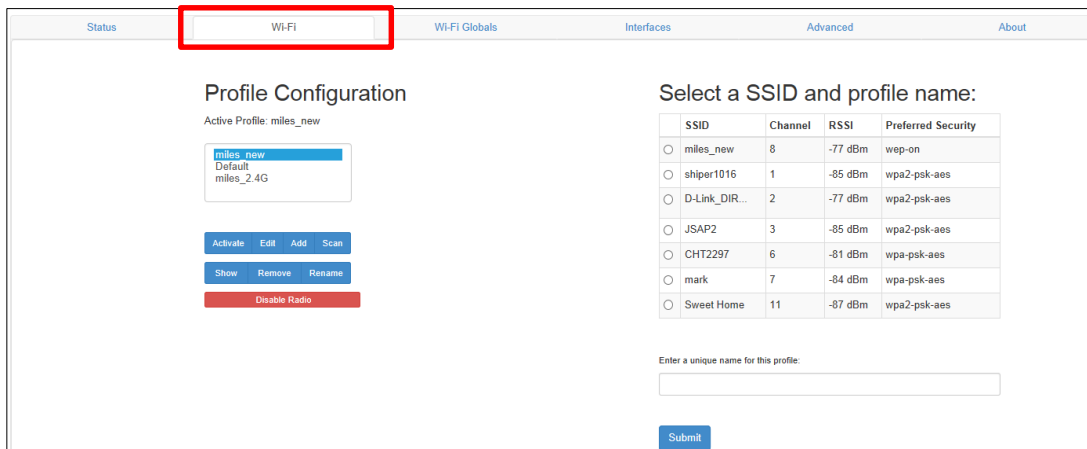 Status Wi-Fi Wi-Fi Globals Interfaces Advanced About
Profile Configuration
Active Profile: miles_new
miles_new
Default
miles_2.4G
Activate Edit Add Scan
Show Remove Rename
Disable Radio
Select a SSID and profile name:
SSID Channel RSSI Preferred Security
miles_new 8 -77 dBm wep-on
shiper1016 1 -85 dBm wpa2-psk-aes
D-Link_DIR... 2 -77 dBm wpa2-psk-aes
JSAP2 3 -85 dBm wpa2-psk-aes
CHT2297 6 -81 dBm wpa-psk-aes
mark 7 -84 dBm wpa-psk-aes
Sweet Home 11 -87 dBm wpa2-psk-aes
Enter a unique name for this profile:
Submit